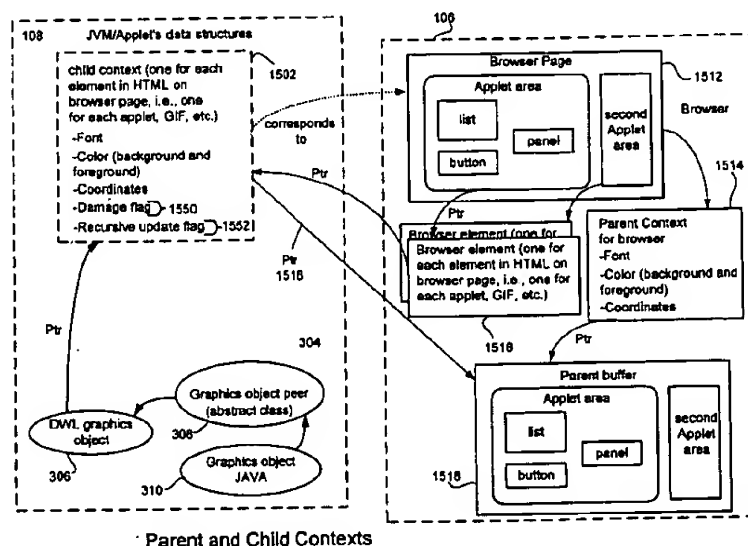 108 JVM/Applet's data structures
child context (one for each
element in HTML on
browser page, i.e., one
for each applet, GIF, etc.)
-Font
-Color (background and
foreground)
-Coordinates
-Damage flag 1550
-Recursive update flag 1552
1502
corresponds
to
Ptr
1516
Ptr
304
Graphics object peer
(abstract class)
308
DWL graphics
object
306
Graphics object
JAVA
310
106
Browser Page
Applet area
list
panel
button
second
Applet
area
1512
Browser
1514
Ptr
Ptr
Browser element (one for
Browser element (one for
each element in HTML on
browser page, i.e., one for
each applet, GIF, etc.)
1516
Parent Context
for browser
-Font
-Color (background and
foreground)
-Coordinates
Ptr
Parent buffer
Applet area
list
panel
button
second
Applet
area
1518
Parent and Child Contexts